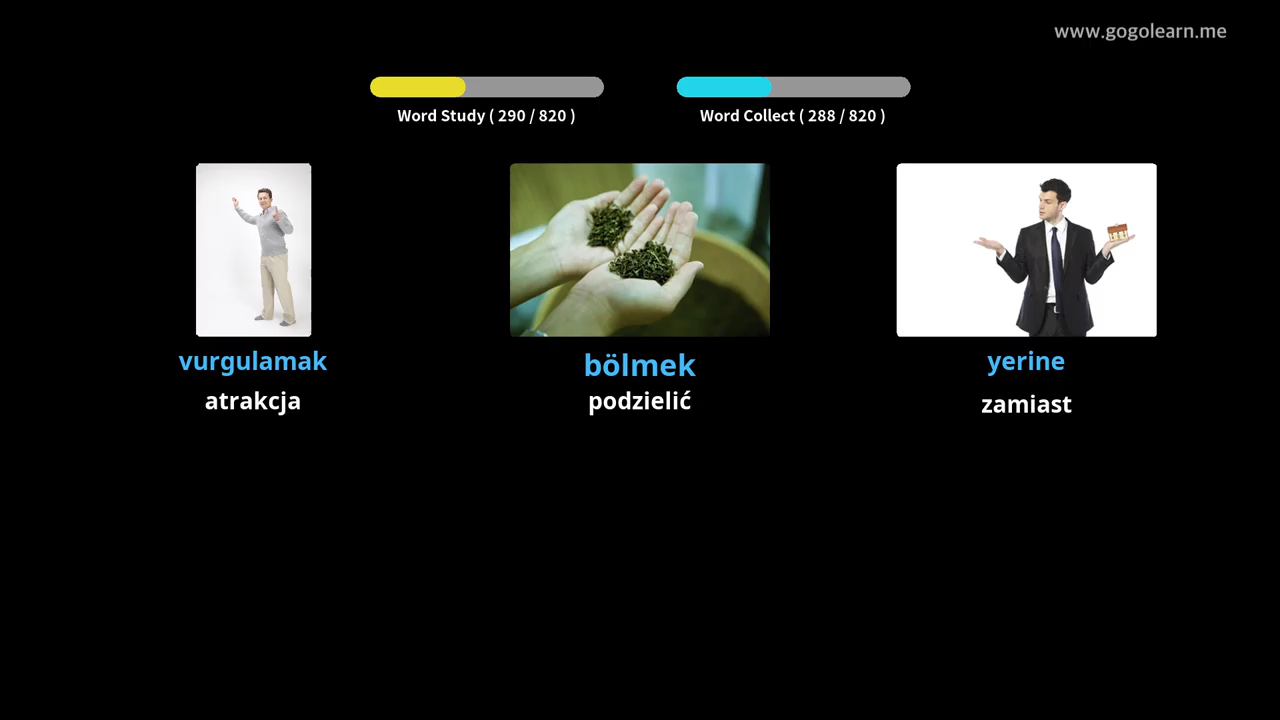 www.gogolearn.me
Word Study ( 290 / 820 )
Word Collect ( 288 / 820 )
vurgulamak
atrakcja
bölmek
podzielić
yerine
zamiast